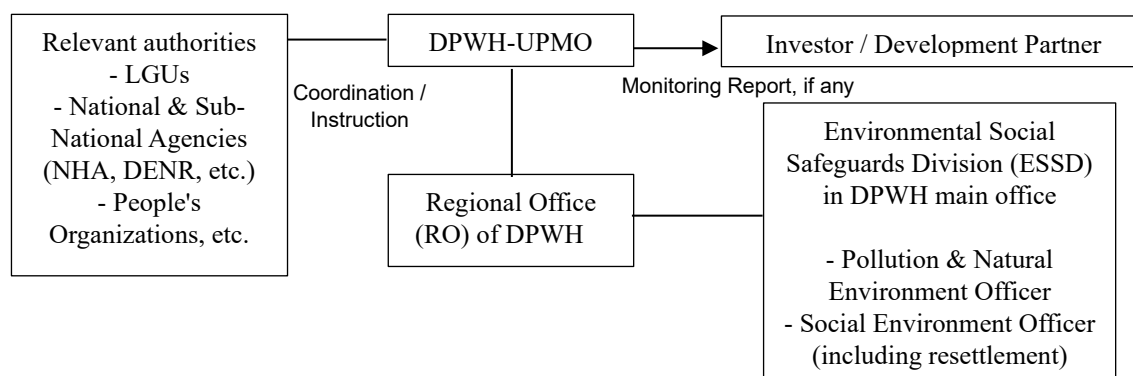 Relevant authorities
- LGUs
- National & Sub-
National Agencies
(NHA, DENR, etc.)
- People's
Organizations, etc.
Coordination /
Instruction
DPWH-UPMO
Monitoring Report, if any
Investor / Development Partner
Regional Office
(RO) of DPWH
Environmental Social
Safeguards Division (ESSD)
in DPWH main office
- Pollution & Natural
Environment Officer
- Social Environment Officer
(including resettlement)